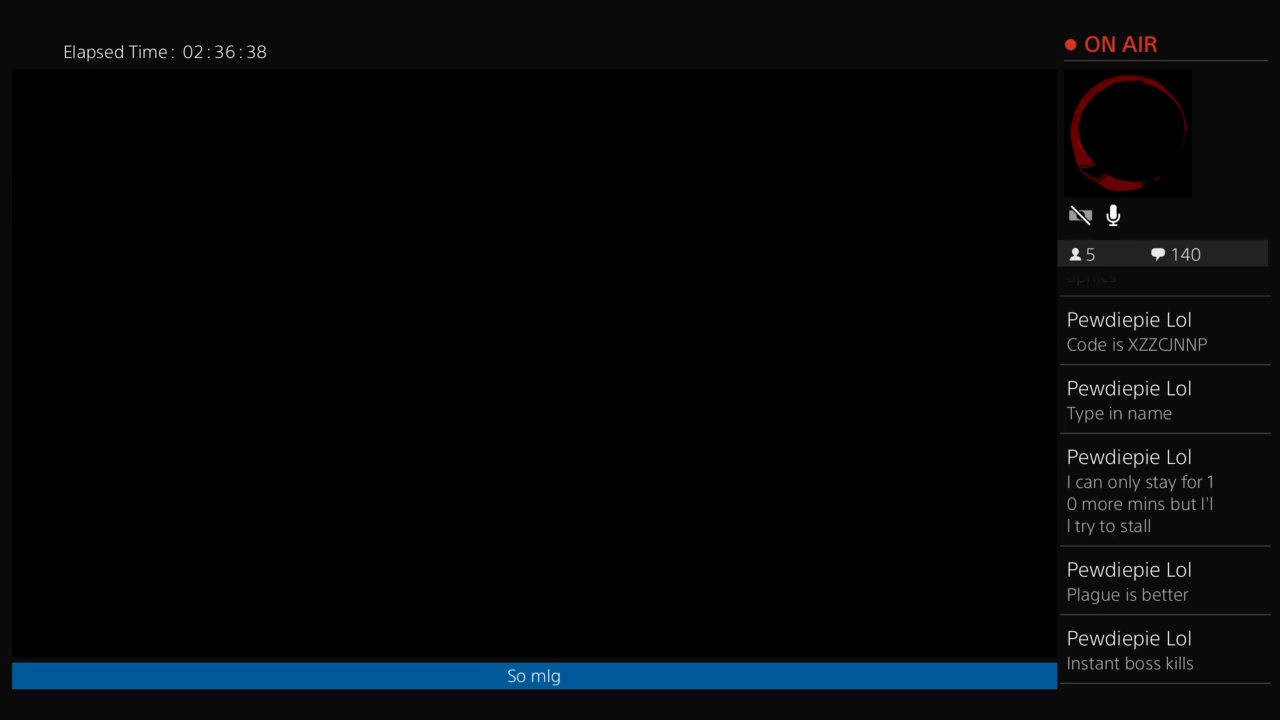 Elapsed Time: 02:36:38
ON AIR
5 140
Pewdiepie Lol
Code is XZZCJNNP
Pewdiepie Lol
Type in name
Pewdiepie Lol
I can only stay for 1
0 more mins but I'l
l try to stall
Pewdiepie Lol
Plague is better
Pewdiepie Lol
Instant boss kills
So mlg